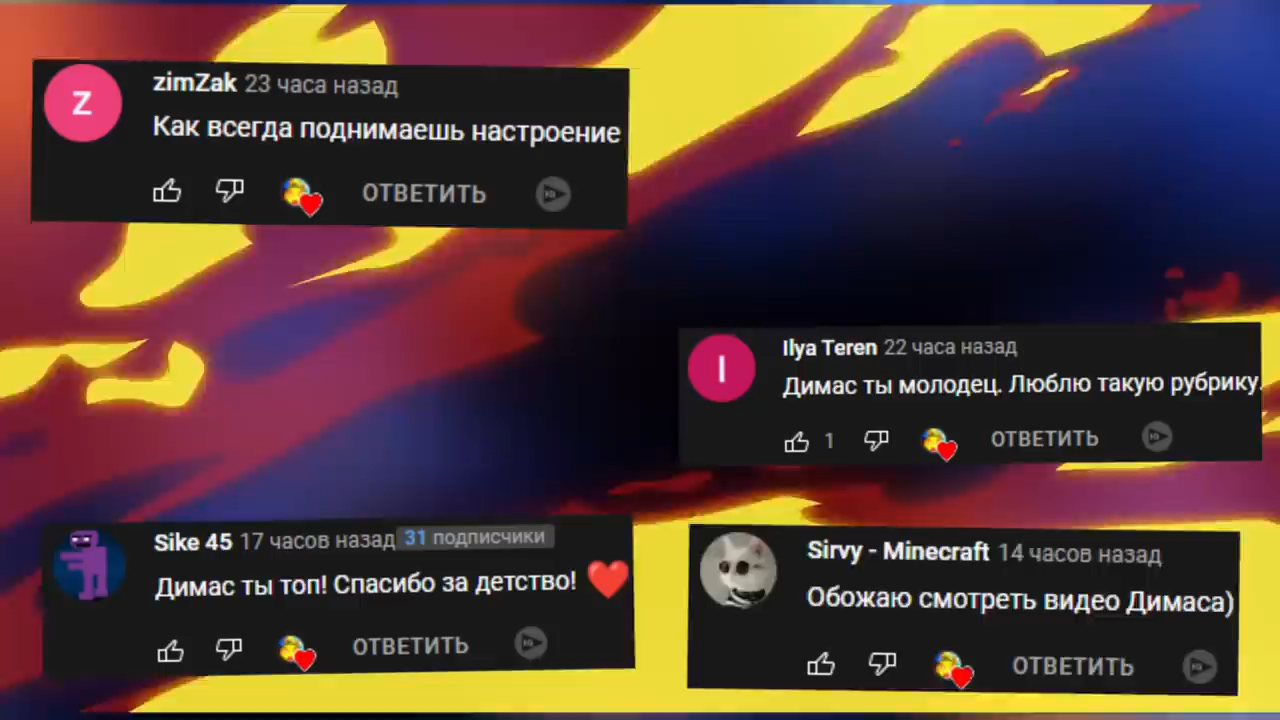 Z
zimZak 23 часа назад
Как всегда поднимаешь настроение
ОТВЕТИТЬ
I
Ilya Teren 22 часа назад
Димас ты молодец. Люблю такую рубрику.
1
ОТВЕТИТЬ
Sike 45 17 часов назад 31 подписчики
Димас ты топ! Спасибо за детство! ❤️
ОТВЕТИТЬ
Sirvy - Minecraft 14 часов назад
Обожаю смотреть видео Димаса)
ОТВЕТИТЬ